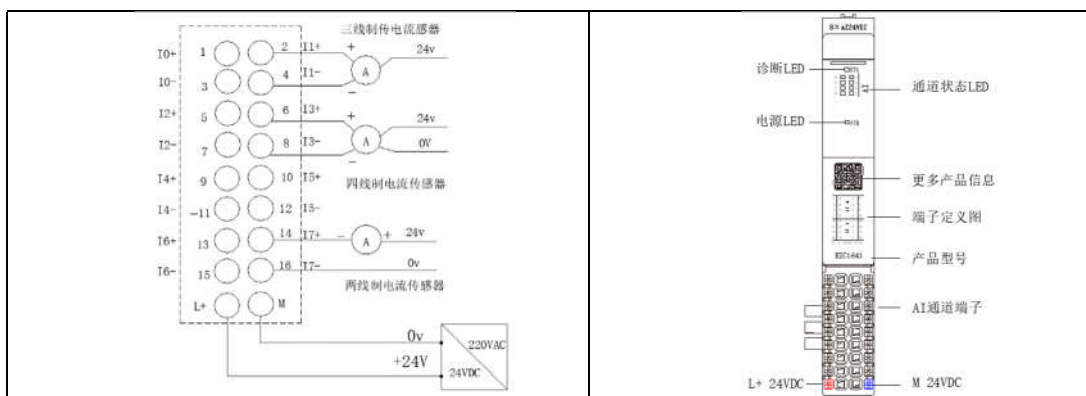 三线制传电流感器
I0+ 1 2 I1+ + A 24v
I0- 3 4 I1- -
I2+ 5 6 I3+ + A 24v
I2- 7 8 I3- - 0V
四线制电流传感器
I4+ 9 10 I5+
I4- -11 12 I5-
I6+ 13 14 I7+ - A + 24v
I6- 15 16 I7- 0v
两线制电流传感器
L+ M
0v
+24V
220VAC
24VDC
诊断LED
通道状态LED
电源LED
更多产品信息
端子定义图
产品型号
AI通道端子
L+ 24VDC
M 24VDC